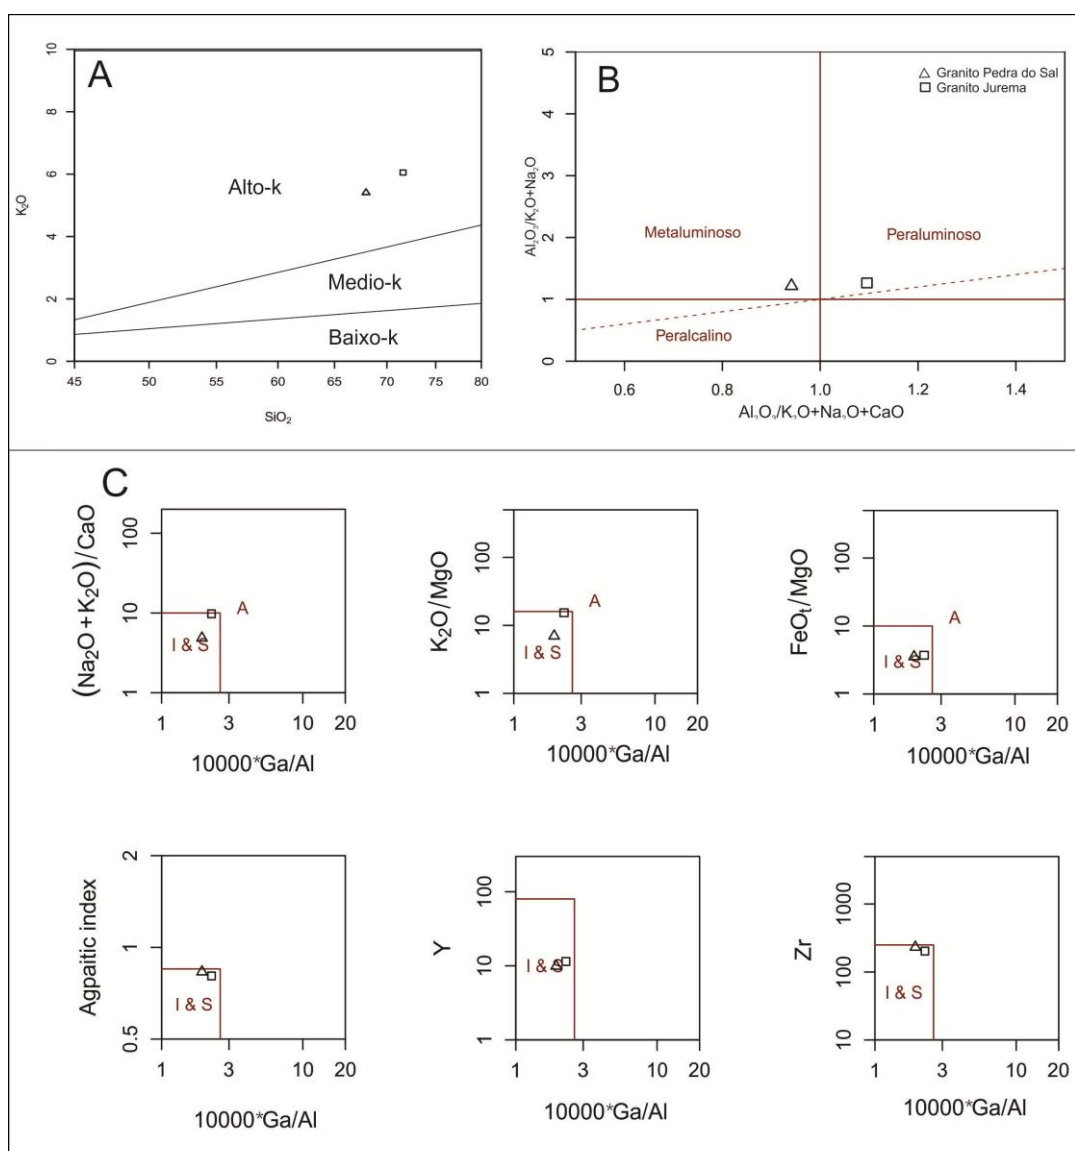 A
K₂O
10
8
6
4
2
0
Alto-k
Medio-k
Baixo-k
45
50
55
60
65
70
75
80
SiO₂
B
△ Granito Pedra do Sal
□ Granito Jurema
Al₂O₃/K₂O+Na₂O
5
4
3
2
1
0
Metaluminoso
Peraluminoso
Peralcalino
0.6
0.8
1.0
1.2
1.4
Al₂O₃/K₂O+Na₂O+CaO
C
(Na₂O+K₂O)/CaO
100
10
1
A
I & S
1
3
10
20
10000*Ga/Al
K₂O/MgO
100
10
1
A
I & S
1
3
10
20
10000*Ga/Al
FeOₜ/MgO
100
10
1
A
I & S
1
3
10
20
10000*Ga/Al
Agpaitic index
2
1
0.5
I & S
1
3
10
20
10000*Ga/Al
Y
100
10
1
I & S
1
3
10
20
10000*Ga/Al
Zr
1000
100
10
I & S
1
3
10
20
10000*Ga/Al